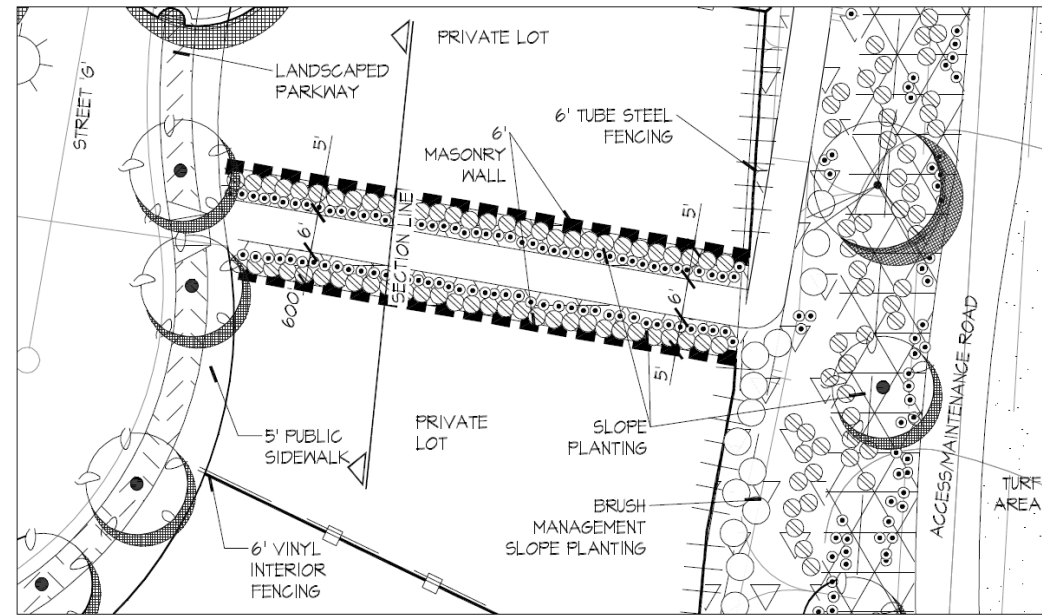 PRIVATE LOT
LANDSCAPED
PARKWAY
STREET 'G'
6' TUBE STEEL
FENCING
6'
MASONRY
WALL
5'
5'
6'
SECTION LINE
6'
600'
5'
5' PUBLIC
SIDEWALK
PRIVATE
LOT
SLOPE
PLANTING
ACCESS/MAINTENANCE ROAD
TURF
AREA
BRUSH
MANAGEMENT
SLOPE PLANTING
6' VINYL
INTERIOR
FENCING